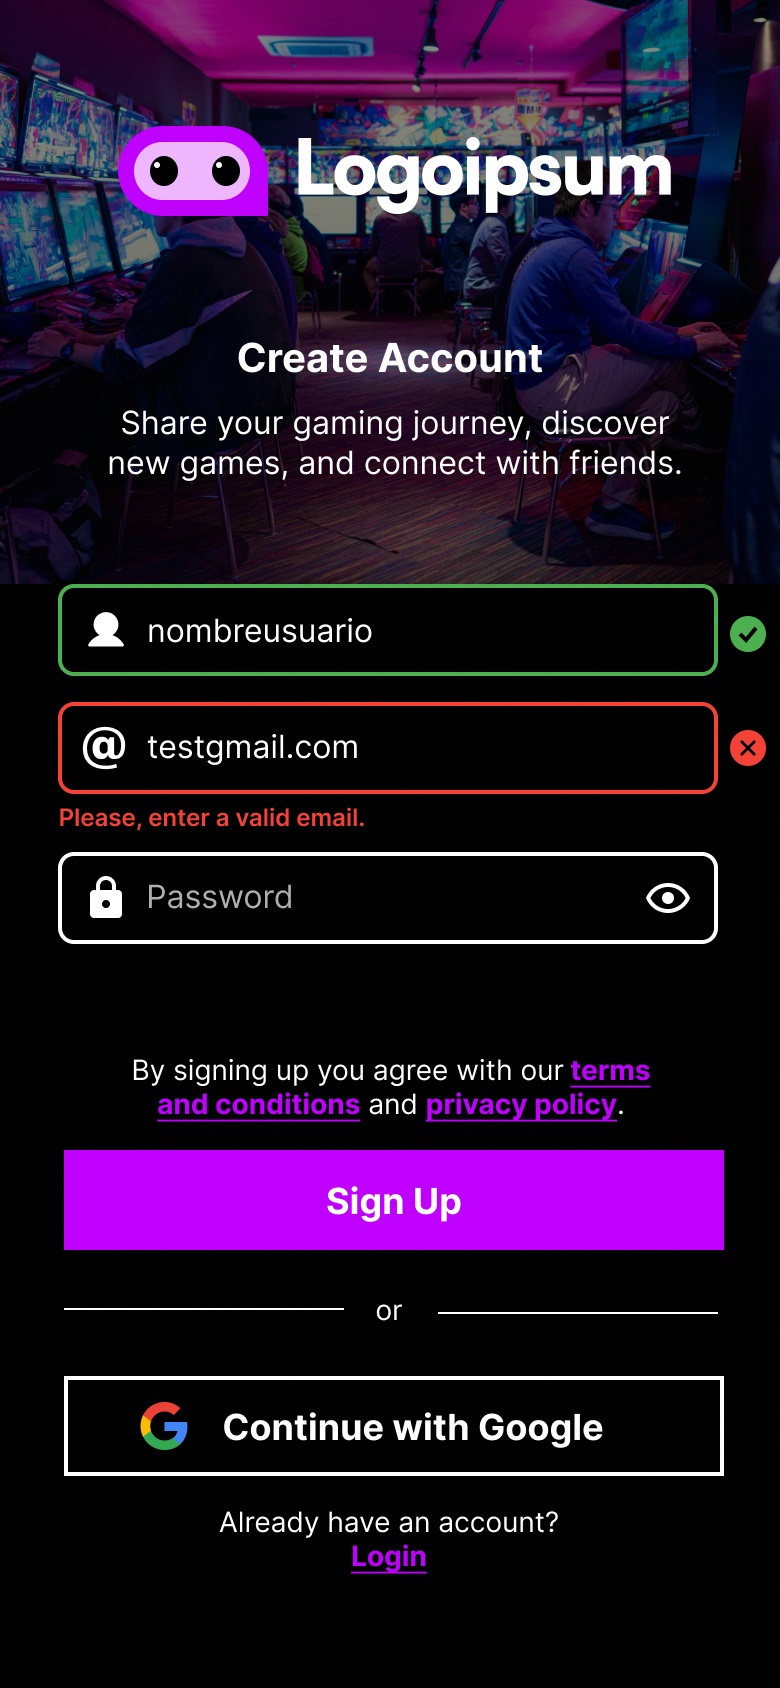 Logoipsum
Create Account
Share your gaming journey, discover
new games, and connect with friends.
nombreusuario
@ testgmail.com
Please, enter a valid email.
Password
By signing up you agree with our terms
and conditions and privacy policy.
Sign Up
or
Continue with Google
Already have an account?
Login